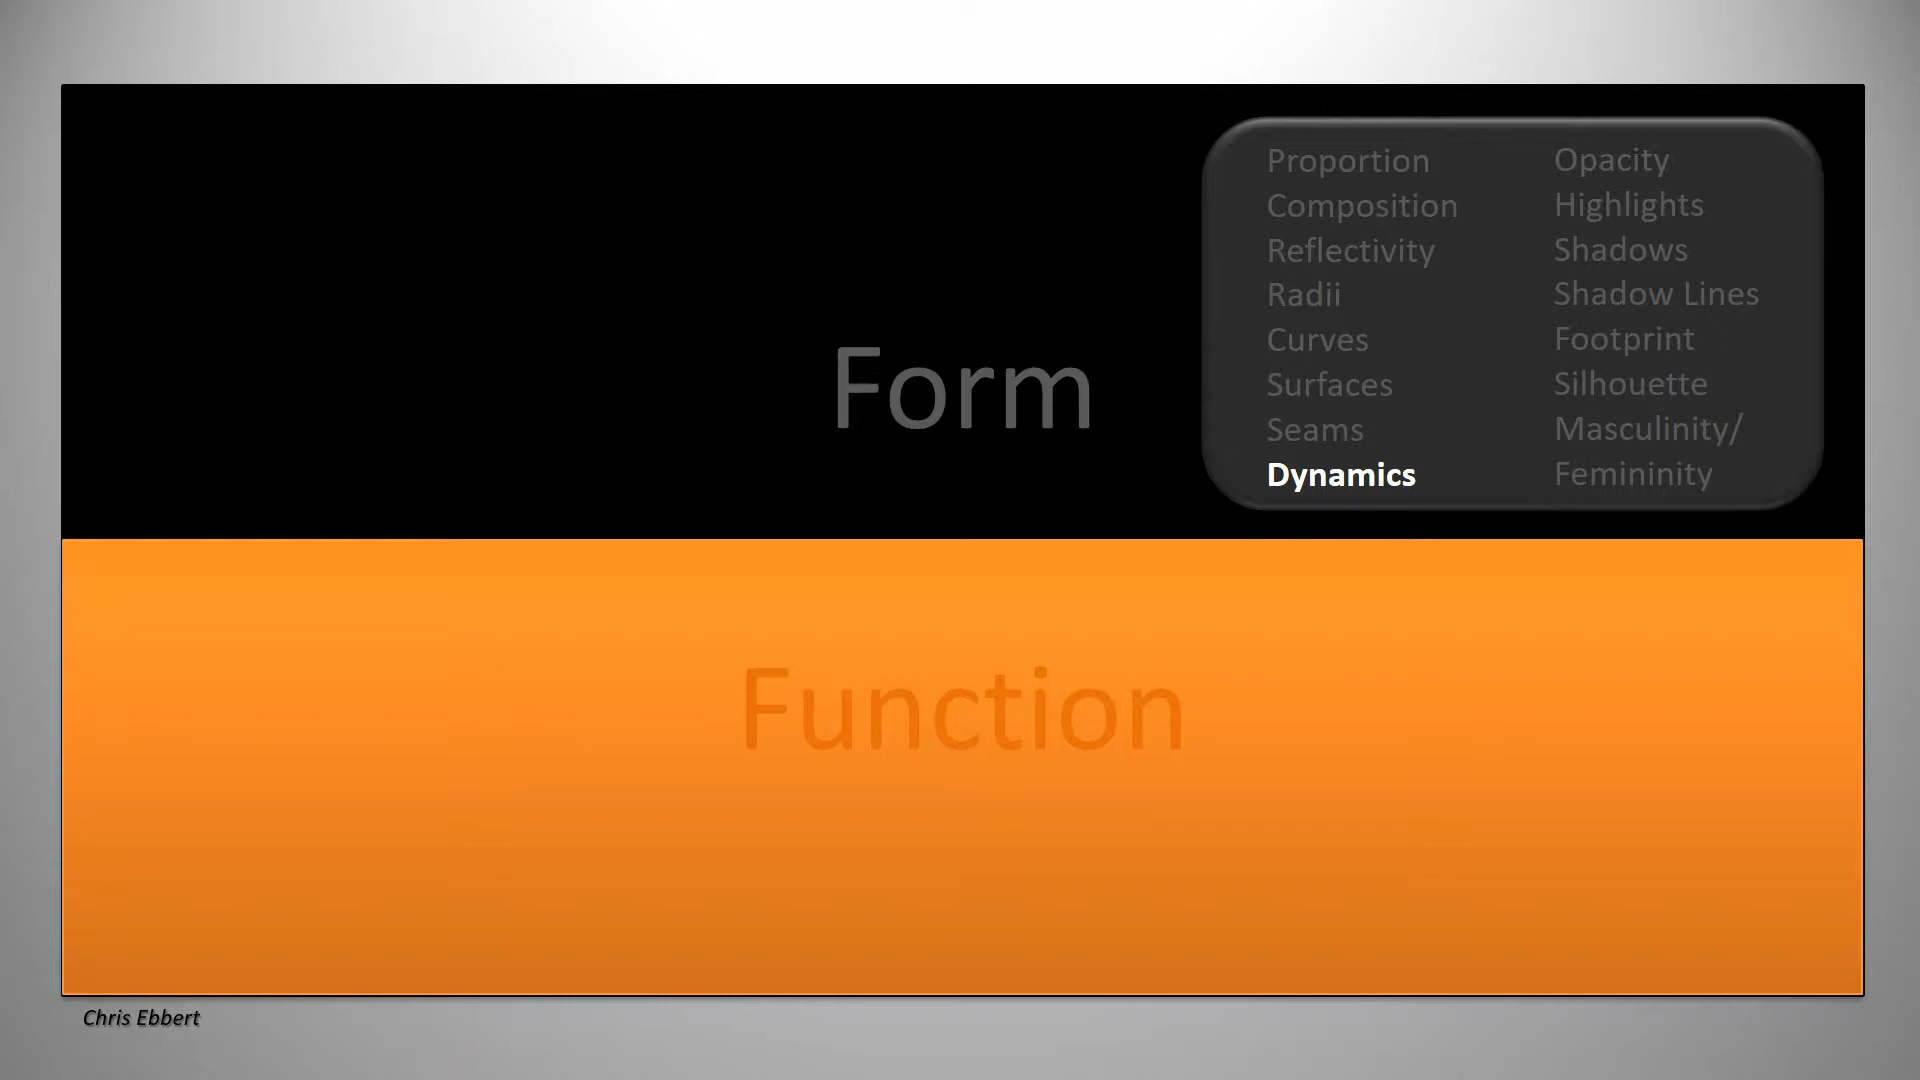 Form
Proportion
Composition
Reflectivity
Radii
Curves
Surfaces
Seams
Dynamics
Opacity
Highlights
Shadows
Shadow Lines
Footprint
Silhouette
Masculinity/
Femininity
Function
Chris Ebbert